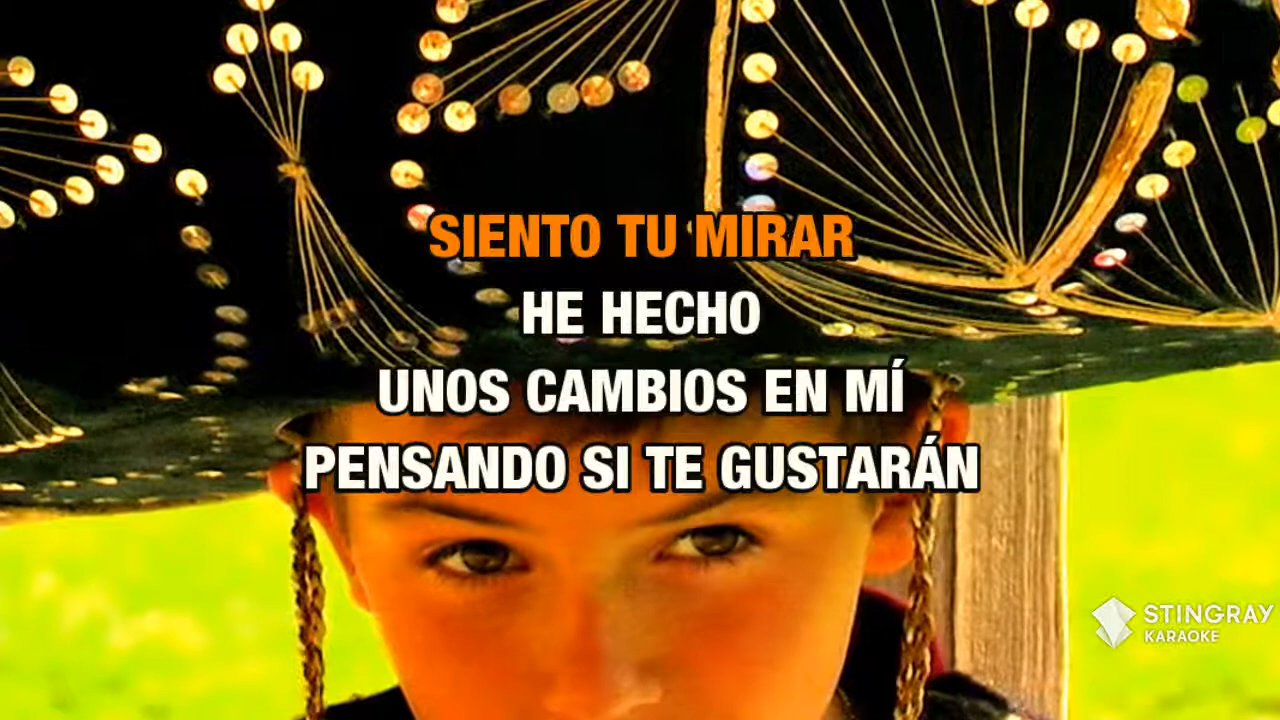 SIENTO TU MIRAR
HE HECHO
UNOS CAMBIOS EN MÍ
PENSANDO SI TE GUSTARÁN
STINGRAY
KARAOKE